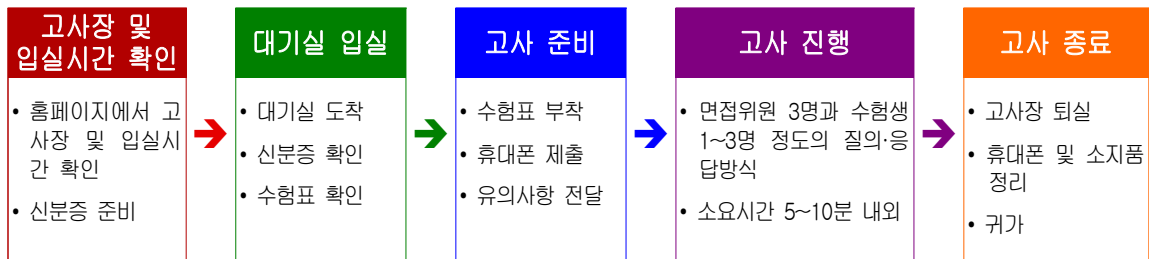 고사장 및
입실시간 확인
• 홈페이지에서 고
사장 및 입실시
간 확인
• 신분증 준비
대기실 입실
• 대기실 도착
• 신분증 확인
• 수험표 확인
고사 준비
• 수험표 부착
• 휴대폰 제출
• 유의사항 전달
고사 진행
• 면접위원 3명과 수험생
1~3명 정도의 질의·응
답방식
• 소요시간 5~10분 내외
고사 종료
• 고사장 퇴실
• 휴대폰 및 소지품
정리
• 귀가